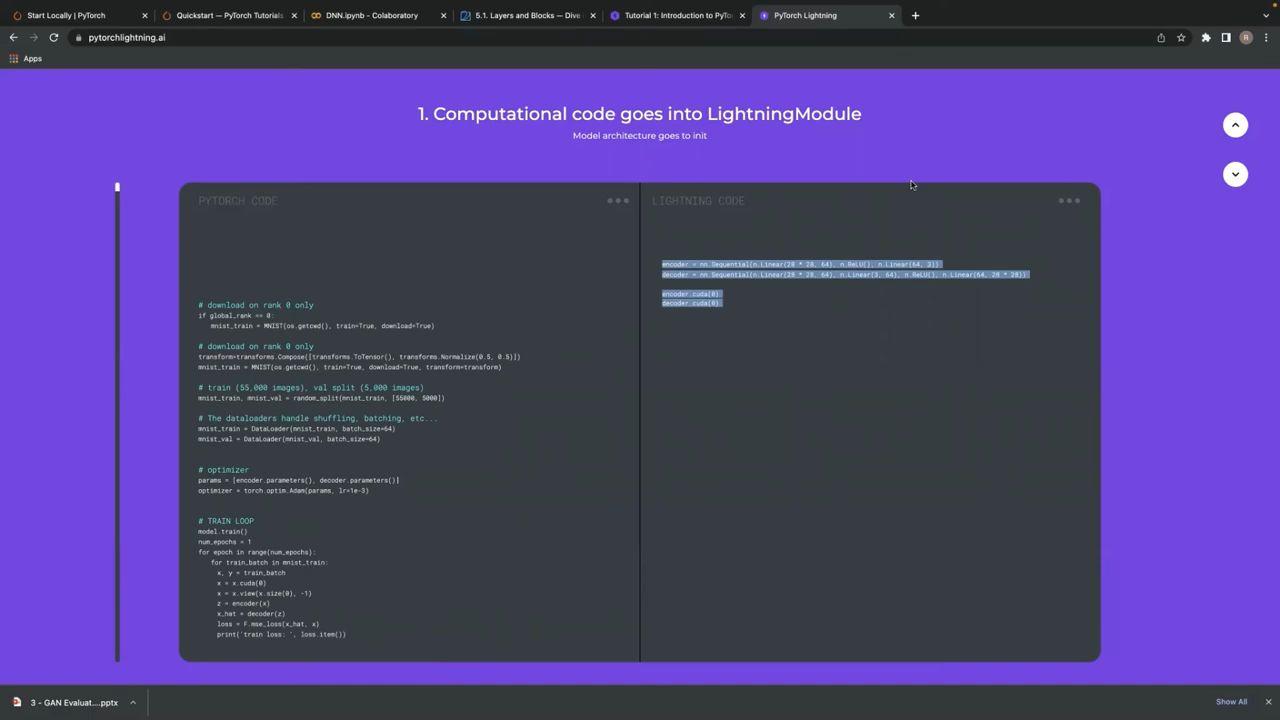 Start Locally | PyTorch
Quickstart — PyTorch Tutorials
DNN.ipynb - Colaboratory
5.1. Layers and Blocks — Dive
Tutorial 1: Introduction to PyTo
PyTorch Lightning
pytorchlightning.ai
R
Apps
1. Computational code goes into LightningModule
Model architecture goes to init
PYTORCH CODE
# download on rank 0 only
if global_rank == 0:
mnist_train = MNIST(os.getcwd(), train=True, download=True)
# download on rank 0 only
transform=transforms.Compose([transforms.ToTensor(), transforms.Normalize(0.5, 0.5)])
mnist_train = MNIST(os.getcwd(), train=True, download=True, transform=transform)
# train (55,000 images), val split (5,000 images)
mnist_train, mnist_val = random_split(mnist_train, [55000, 5000])
# The dataloaders handle shuffling, batching, etc...
mnist_train = DataLoader(mnist_train, batch_size=64)
mnist_val = DataLoader(mnist_val, batch_size=64)
# optimizer
params = [encoder.parameters(), decoder.parameters()]
optimizer = torch.optim.Adam(params, lr=1e-3)
# TRAIN LOOP
model.train()
num_epochs = 1
for epoch in range(num_epochs):
for train_batch in mnist_train:
x, y = train_batch
x = x.cuda(0)
x = x.view(x.size(0), -1)
z = encoder(x)
x_hat = decoder(z)
loss = F.mse_loss(x_hat, x)
print('train loss: ', loss.item())
LIGHTNING CODE
encoder = nn.Sequential(n.Linear(28 * 28, 64), n.ReLU(), n.Linear(64, 3))
decoder = nn.Sequential(n.Linear(28 * 28, 64), n.Linear(3, 64), n.ReLU(), n.Linear(64, 28 * 28))
encoder.cuda(0)
decoder.cuda(0)
3 - GAN Evaluat....pptx
Show All